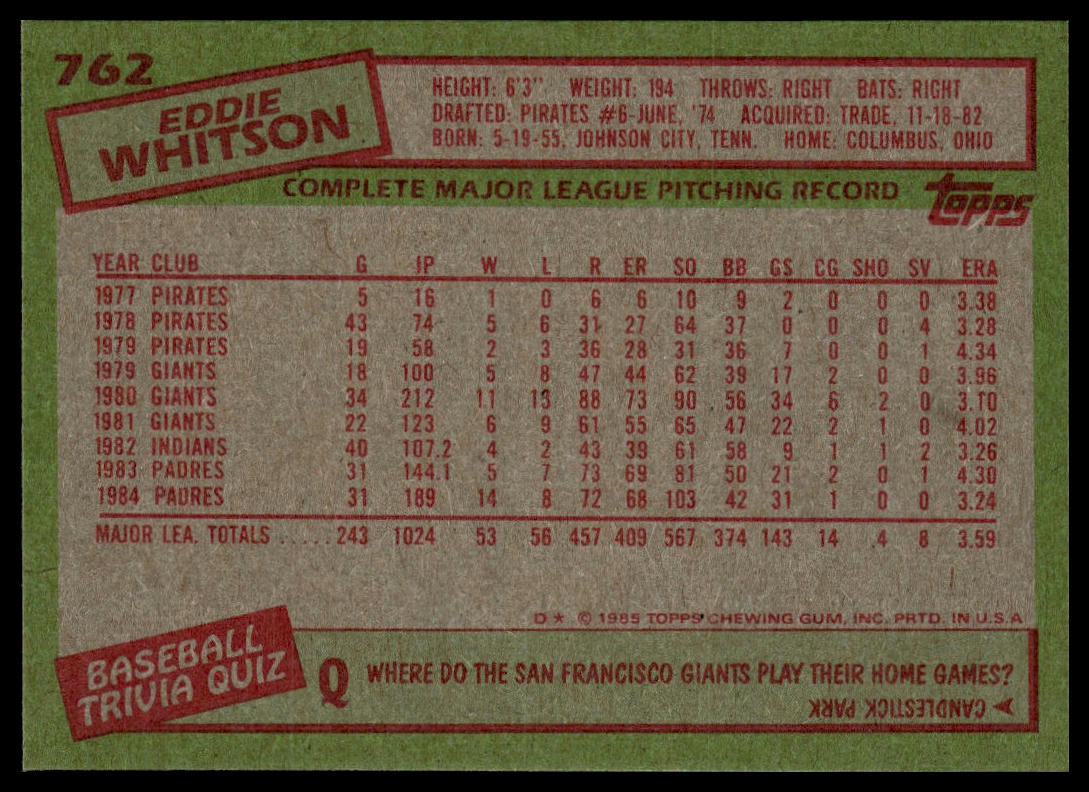 762
EDDIE
WHITSON
HEIGHT: 6'3" WEIGHT: 194 THROWS: RIGHT BATS: RIGHT
DRAFTED: PIRATES #6-JUNE, '74 ACQUIRED: TRADE, 11-18-82
BORN: 5-19-55, JOHNSON CITY, TENN. HOME: COLUMBUS, OHIO
COMPLETE MAJOR LEAGUE PITCHING RECORD
topps
YEAR CLUB G IP W L R ER SO BB GS CG SHO SV ERA
1977 PIRATES 5 16 1 0 6 6 10 9 2 0 0 0 3.38
1978 PIRATES 43 74 5 6 31 27 64 37 0 0 0 4 3.28
1979 PIRATES 19 58 2 3 36 28 31 36 7 0 0 1 4.34
1979 GIANTS 18 100 5 8 47 44 62 39 17 2 0 0 3.96
1980 GIANTS 34 212 11 13 88 73 90 56 34 6 2 0 3.10
1981 GIANTS 22 123 6 9 61 55 65 47 22 2 1 0 4.02
1982 INDIANS 40 107.2 4 2 43 39 61 58 9 1 1 2 3.26
1983 PADRES 31 144.1 5 7 73 69 81 50 21 2 0 1 4.30
1984 PADRES 31 189 14 8 72 68 103 42 31 1 0 0 3.24
MAJOR LEA. TOTALS ..... 243 1024 53 56 457 409 567 374 143 14 4 8 3.59
D* © 1985 TOPPS CHEWING GUM, INC. PRTD. IN U.S.A
BASEBALL
TRIVIA QUIZ
Q WHERE DO THE SAN FRANCISCO GIANTS PLAY THEIR HOME GAMES?
CANDLESTICK PARK